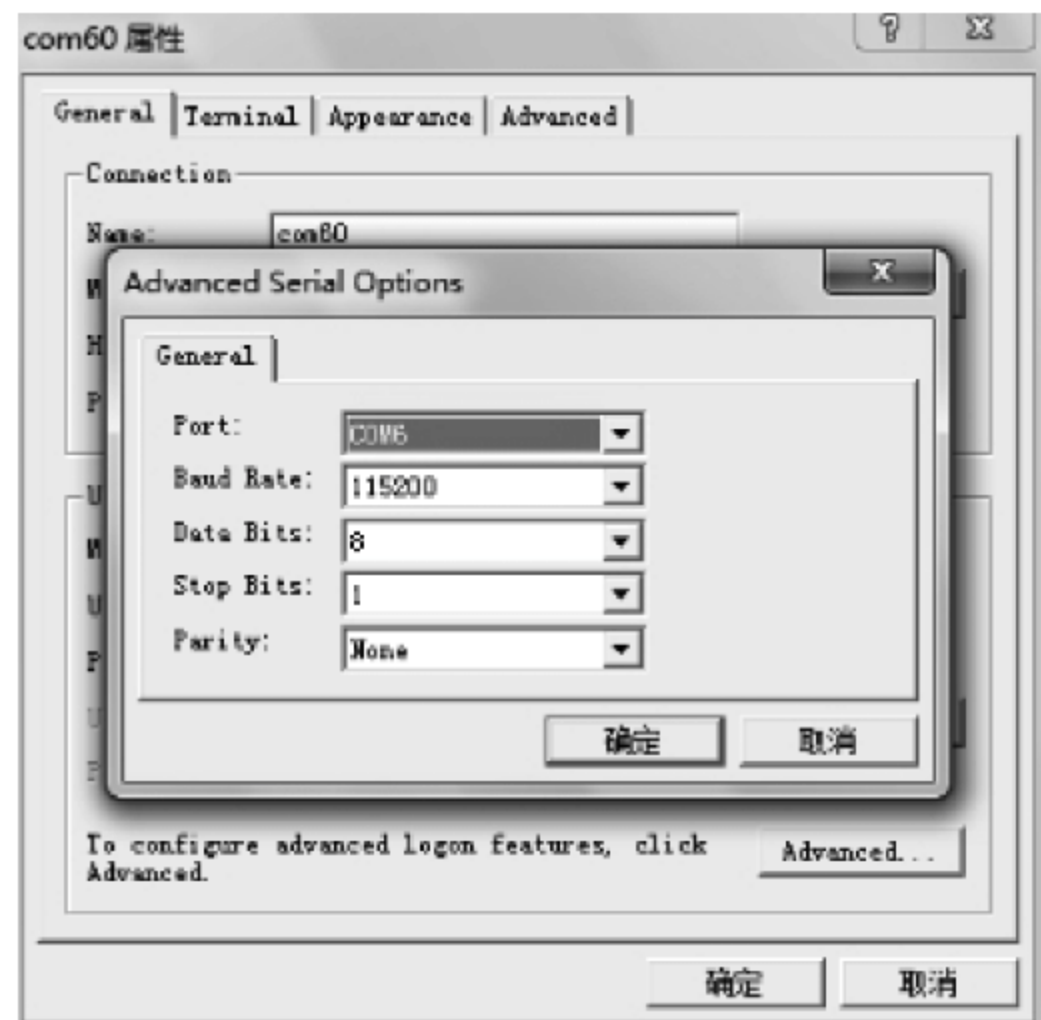 com60 属性
General Terminal Appearance Advanced
Connection
Name: com60
Advanced Serial Options
General
Port: COM6
Baud Rate: 115200
Data Bits: 8
Stop Bits: 1
Parity: None
确定 取消
To configure advanced logon features, click
Advanced.
Advanced...
确定 取消